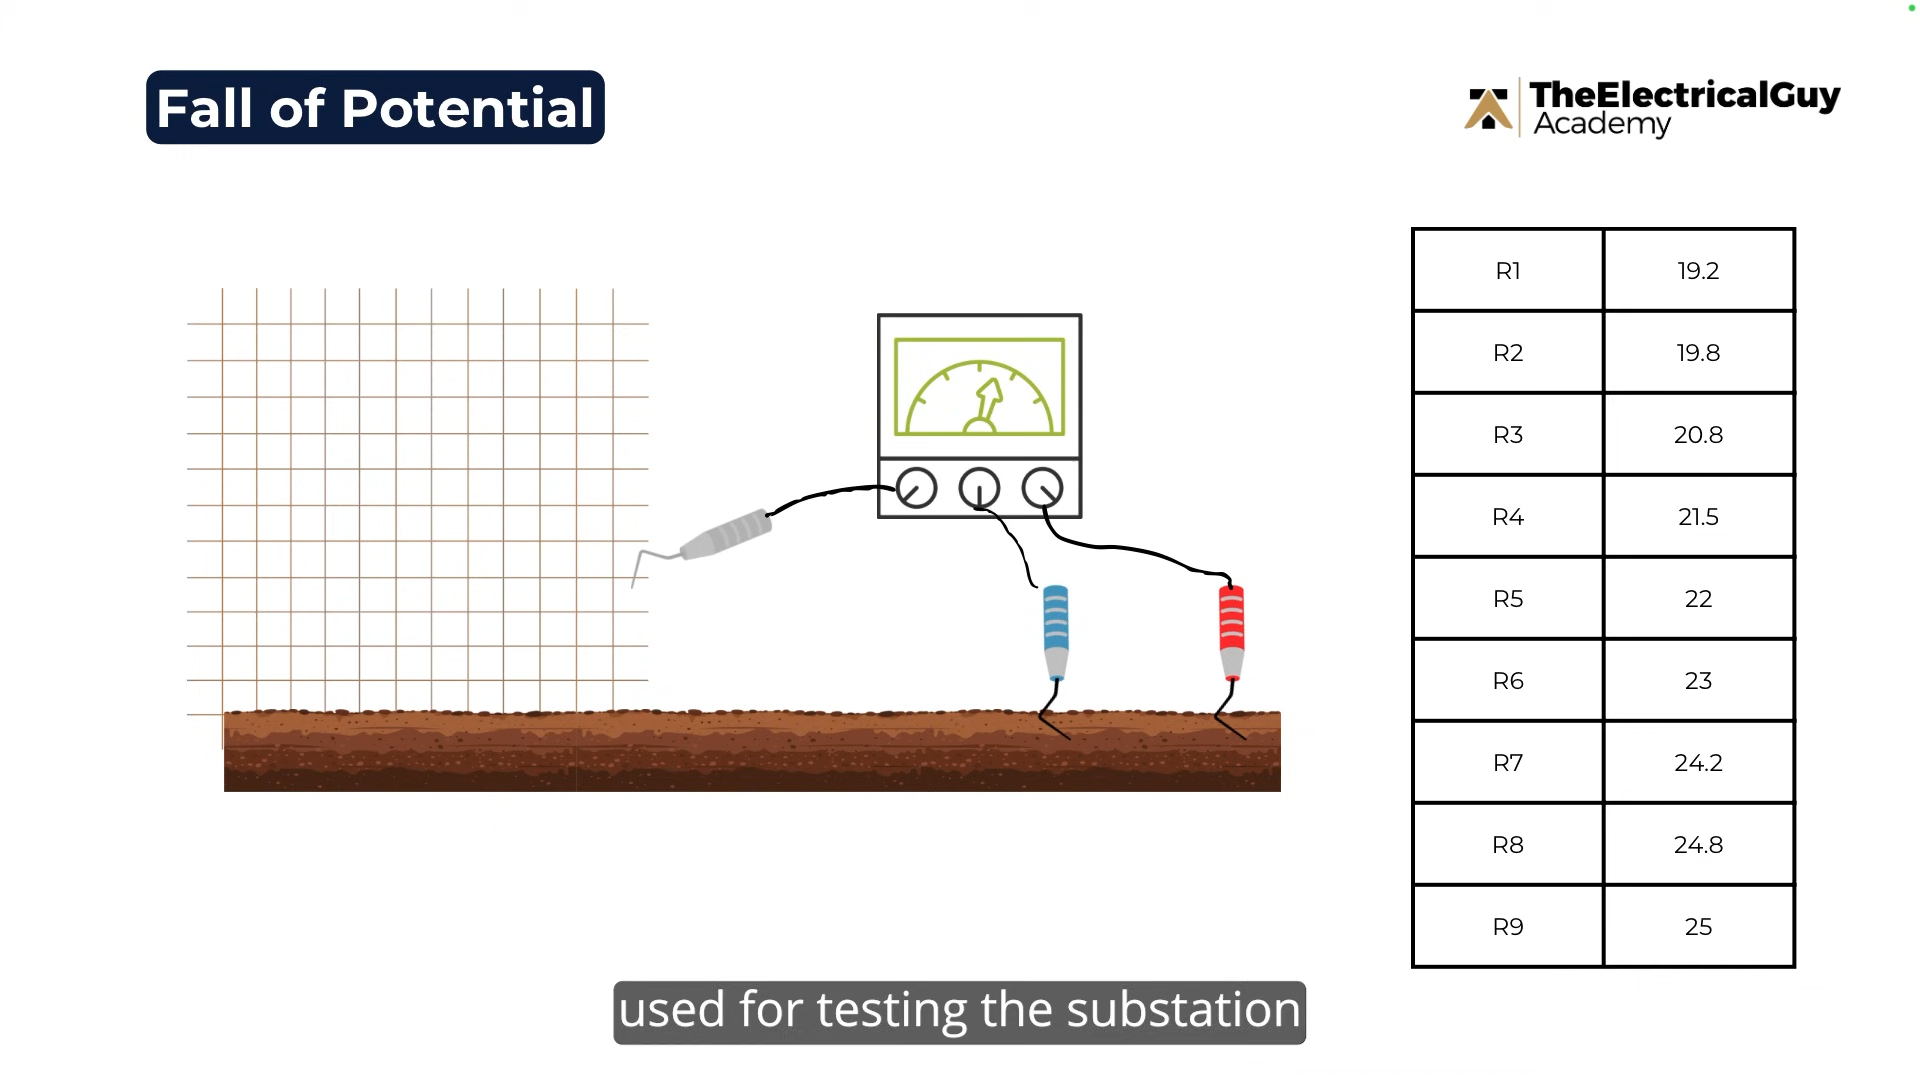 Fall of Potential
TheElectricalGuy
Academy
R1 19.2
R2 19.8
R3 20.8
R4 21.5
R5 22
R6 23
R7 24.2
R8 24.8
R9 25
used for testing the substation